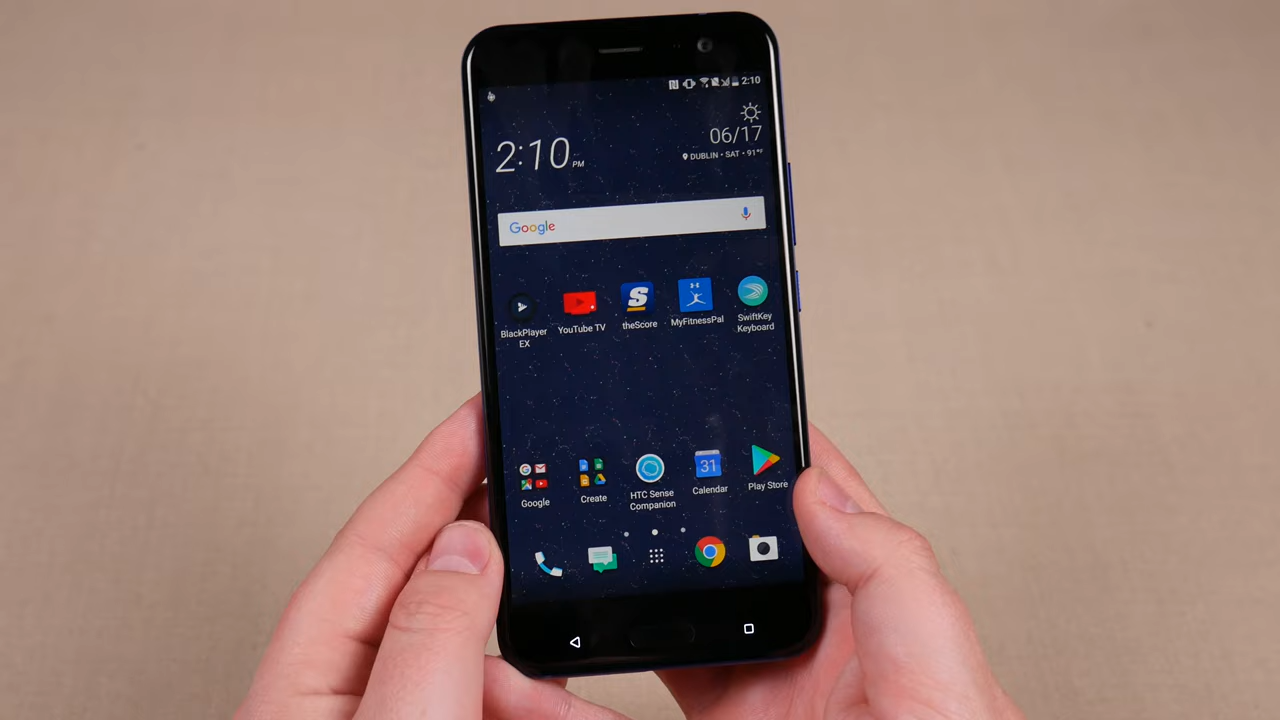 2:10
2:10 PM
06/17
DUBLIN • SAT • 91°F
Google
BlackPlayer
EX
YouTube TV
S
theScore
MyFitnessPal
SwiftKey
Keyboard
Google
Create
HTC Sense
Companion
31
Calendar
Play Store